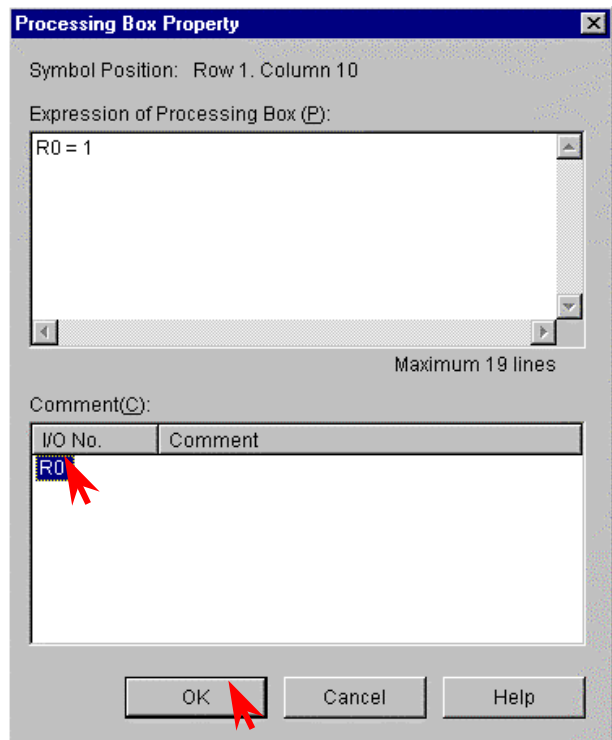 Processing Box Property
Symbol Position: Row 1. Column 10
Expression of Processing Box (P):
R0 = 1
Maximum 19 lines
Comment(C):
I/O No. Comment
R0
OK Cancel Help